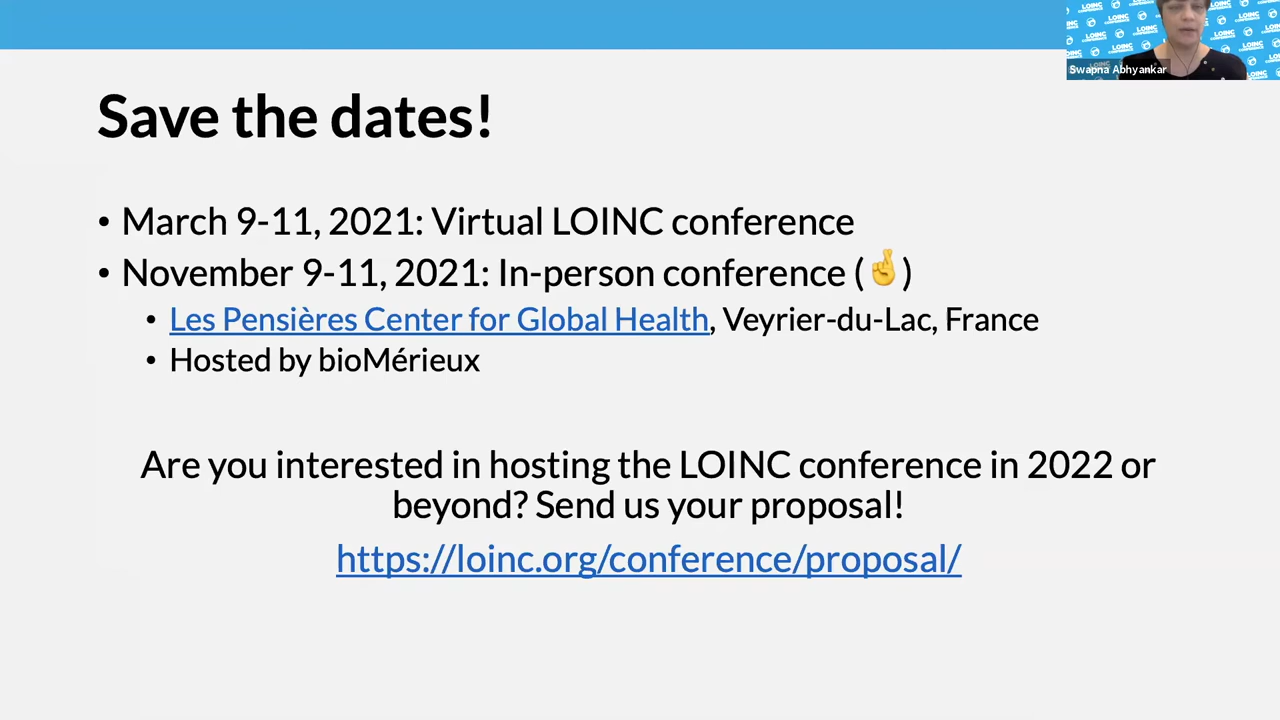 LOINC CONFERENCE
Swapna Abhyankar
Save the dates!
• March 9-11, 2021: Virtual LOINC conference
• November 9-11, 2021: In-person conference (🤞)
• Les Pensières Center for Global Health, Veyrier-du-Lac, France
• Hosted by bioMérieux
Are you interested in hosting the LOINC conference in 2022 or
beyond? Send us your proposal!
https://loinc.org/conference/proposal/